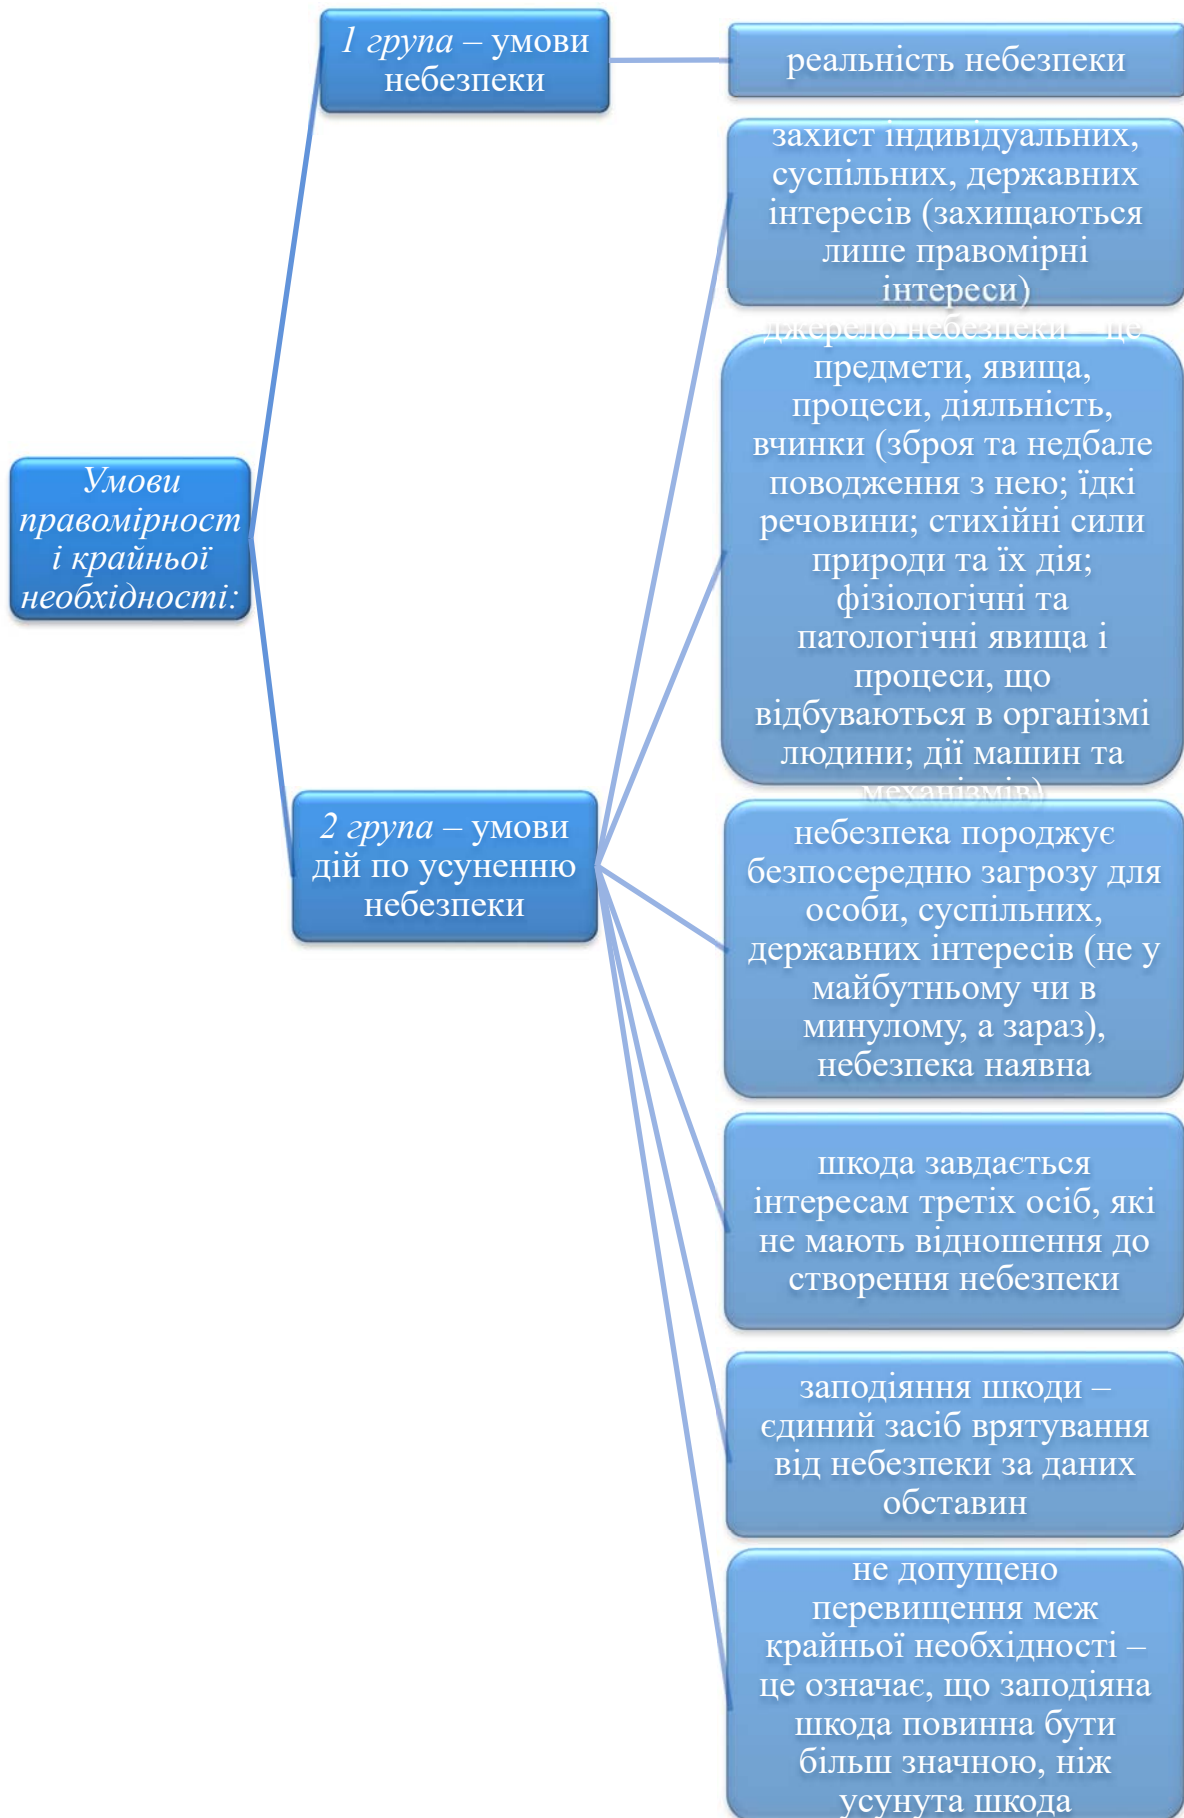 1 група – умови
небезпеки
реальність небезпеки
захист індивідуальних,
суспільних, державних
інтересів (захищаються
лише правомірні
інтереси)
джерело небезпеки – це
предмети, явища,
процеси, діяльність,
вчинки (зброя та недбале
поводження з нею; їдкі
речовини; стихійні сили
природи та їх дія;
фізіологічні та
патологічні явища і
процеси, що
відбуваються в організмі
людини; дії машин та
механізмів)
Умови
правомірност
і крайньої
необхідності:
2 група – умови
дій по усуненню
небезпеки
небезпека породжує
безпосередню загрозу для
особи, суспільних,
державних інтересів (не у
майбутньому чи в
минулому, а зараз),
небезпека наявна
шкода завдається
інтересам третіх осіб, які
не мають відношення до
створення небезпеки
заподіяння шкоди –
єдиний засіб врятування
від небезпеки за даних
обставин
не допущено
перевищення меж
крайньої необхідності –
це означає, що заподіяна
шкода повинна бути
більш значною, ніж
усунута шкода